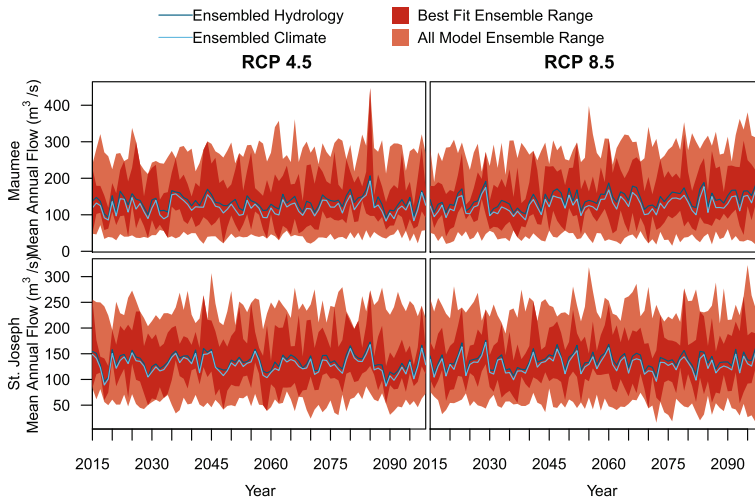 Ensembled Hydrology
Best Fit Ensemble Range
Ensembled Climate
All Model Ensemble Range
RCP 4.5
RCP 8.5
Maumee
Mean Annual Flow (m³/s)
400
300
200
100
0
St. Joseph
Mean Annual Flow (m³/s)
300
250
200
150
100
50
2015 2030 2045 2060 2075 2090 2015 2030 2045 2060 2075 2090
Year Year